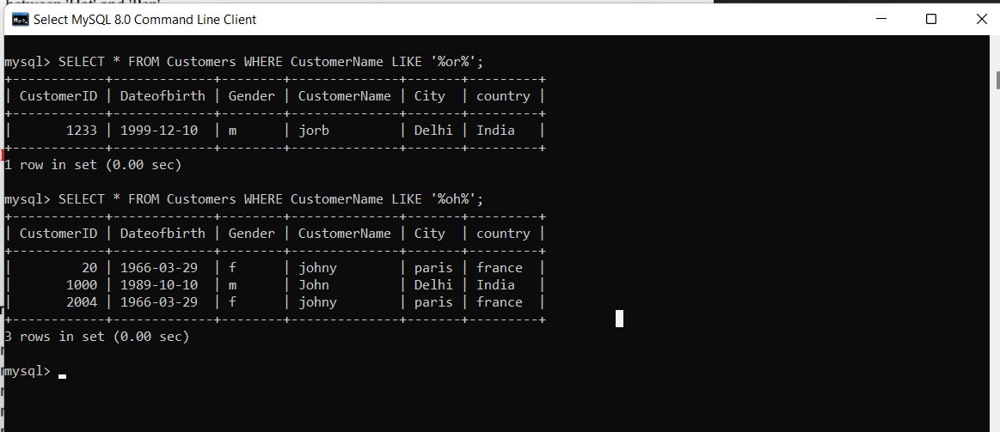 between 'Hat' and 'Pen'
Select MySQL 8.0 Command Line Client
mysql> SELECT * FROM Customers WHERE CustomerName LIKE '%or%';
+------------+-------------+--------+--------------+-------+---------+
| CustomerID | Dateofbirth | Gender | CustomerName | City  | country |
+------------+-------------+--------+--------------+-------+---------+
|       1233 | 1999-12-10  | m      | jorb         | Delhi | India   |
+------------+-------------+--------+--------------+-------+---------+
1 row in set (0.00 sec)
mysql> SELECT * FROM Customers WHERE CustomerName LIKE '%oh%';
+------------+-------------+--------+--------------+-------+---------+
| CustomerID | Dateofbirth | Gender | CustomerName | City  | country |
+------------+-------------+--------+--------------+-------+---------+
|         20 | 1966-03-29  | f      | johny        | paris | france  |
|       1000 | 1989-10-10  | m      | John         | Delhi | India   |
|       2004 | 1966-03-29  | f      | johny        | paris | france  |
+------------+-------------+--------+--------------+-------+---------+
3 rows in set (0.00 sec)
mysql>